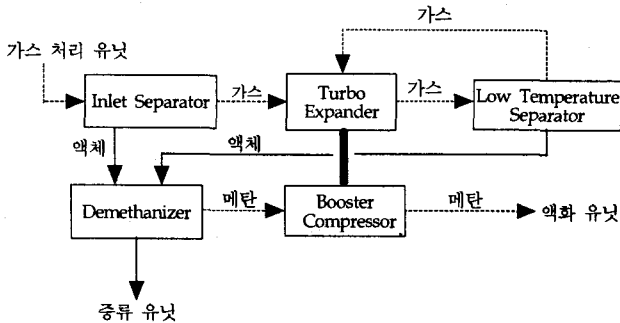 가스
가스 처리 유닛
Inlet Separator
가스
Turbo
Expander
가스
Low Temperature
Separator
액체
액체
Demethanizer
메탄
Booster
Compressor
메탄
액화 유닛
증류 유닛